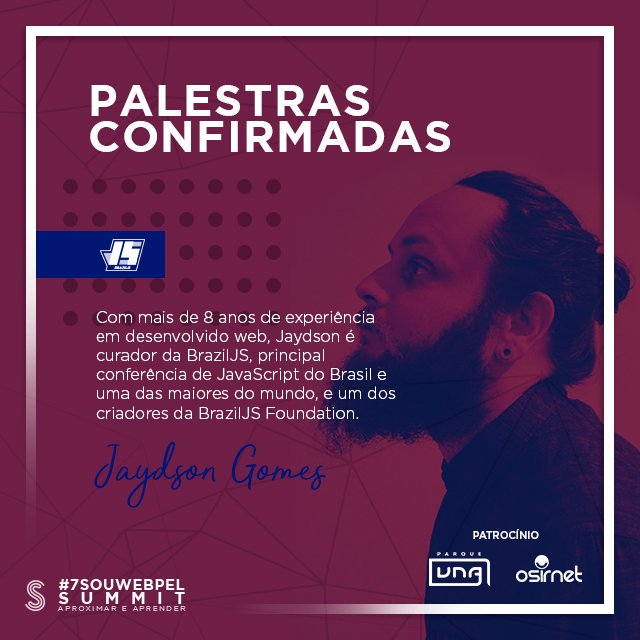 PALESTRAS
CONFIRMADAS
JS
BRAZILJS
Com mais de 8 anos de experiência
em desenvolvido web, Jaydson é
curador da BrazilJS, principal
conferência de JavaScript do Brasil e
uma das maiores do mundo, e um dos
criadores da BrazilJS Foundation.
Jaydson Gomes
PATROCÍNIO
PARQUE
UNA
osirnet
#7SOUWEBPEL
SUMMIT
APROXIMAR E APRENDER